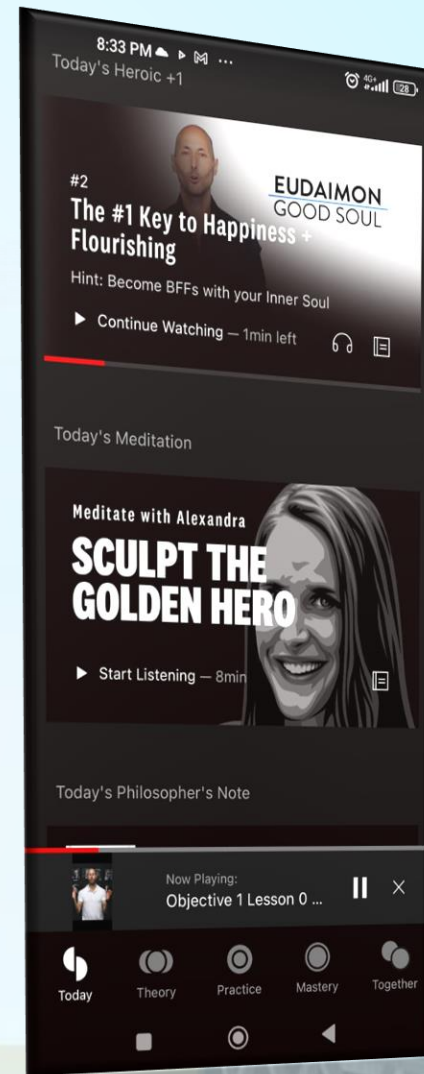 8:33 PM ...
4G+
28
Today's Heroic +1
EUDAIMON
GOOD SOUL
#2
The #1 Key to Happiness +
Flourishing
Hint: Become BFFs with your Inner Soul
Continue Watching — 1min left
Today's Meditation
Meditate with Alexandra
SCULPT THE
GOLDEN HERO
Start Listening — 8min
Today's Philosopher's Note
Now Playing:
Objective 1 Lesson 0 ...
Today
Theory
Practice
Mastery
Together